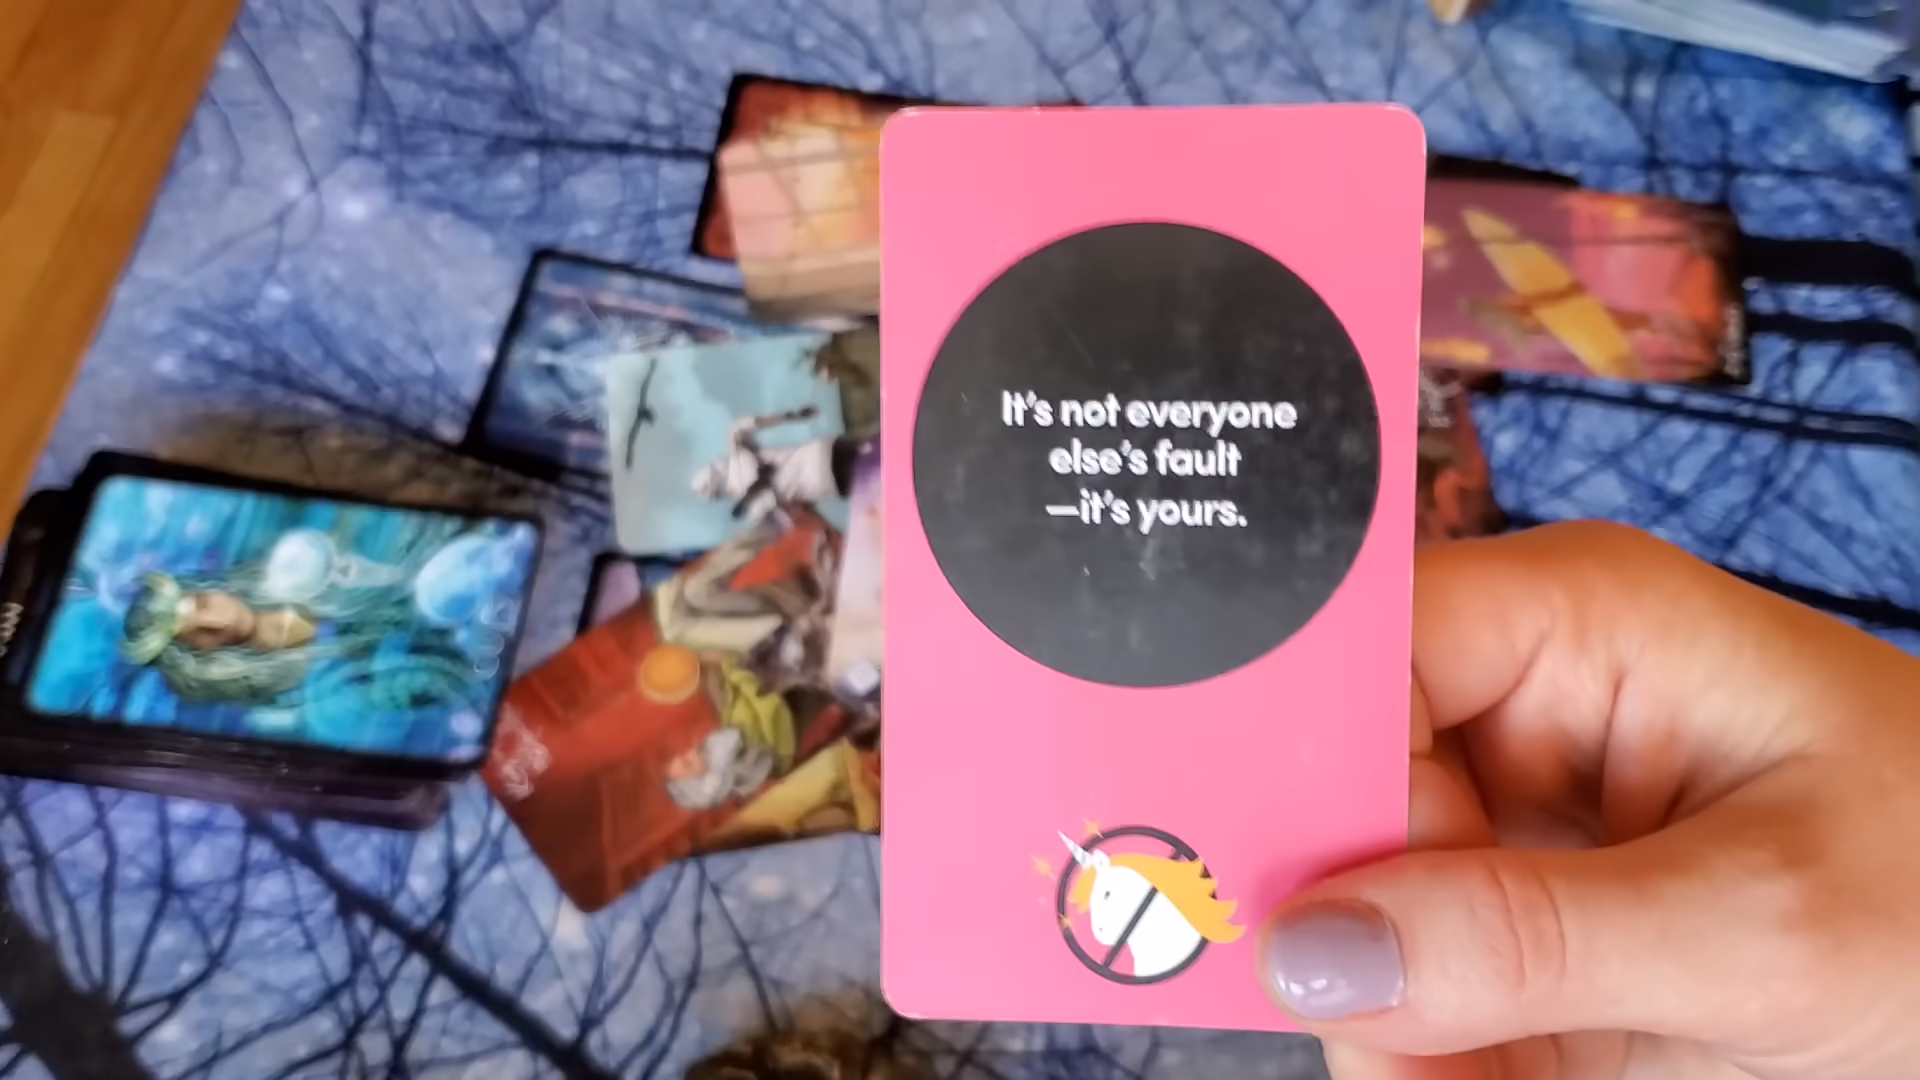 It's not everyone
else's fault
—it's yours.